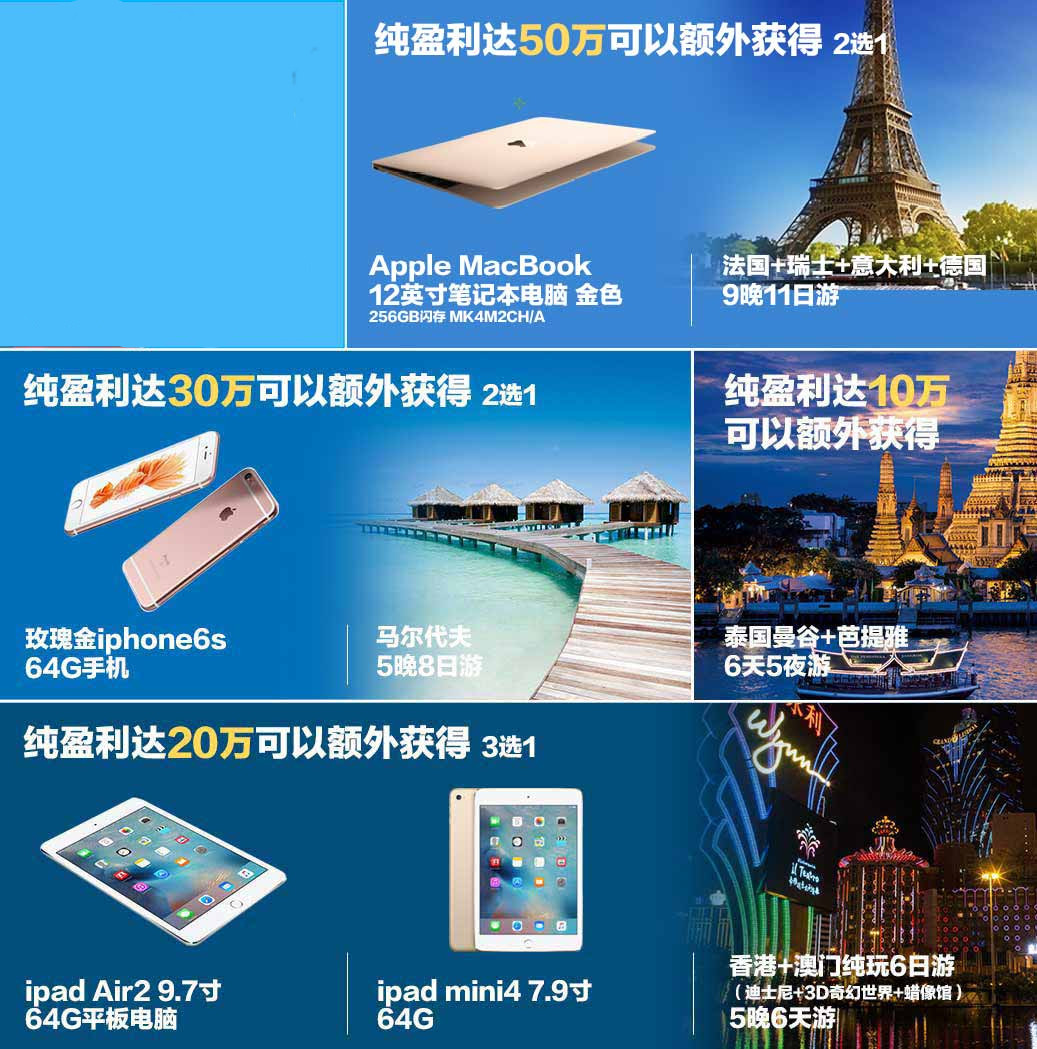 纯盈利达50万可以额外获得 2选1
Apple MacBook
12英寸笔记本电脑 金色
256GB闪存 MK4M2CH/A
法国+瑞士+意大利+德国
9晚11日游
纯盈利达30万可以额外获得 2选1
玫瑰金iphone6s
64G手机
马尔代夫
5晚8日游
纯盈利达10万
可以额外获得
泰国曼谷+芭提雅
6天5夜游
纯盈利达20万可以额外获得 3选1
ipad Air2 9.7寸
64G平板电脑
ipad mini4 7.9寸
64G
永利
Wynn
il Teatro
香港+澳门纯玩6日游
（迪士尼+3D奇幻世界+蜡像馆）
5晚6天游